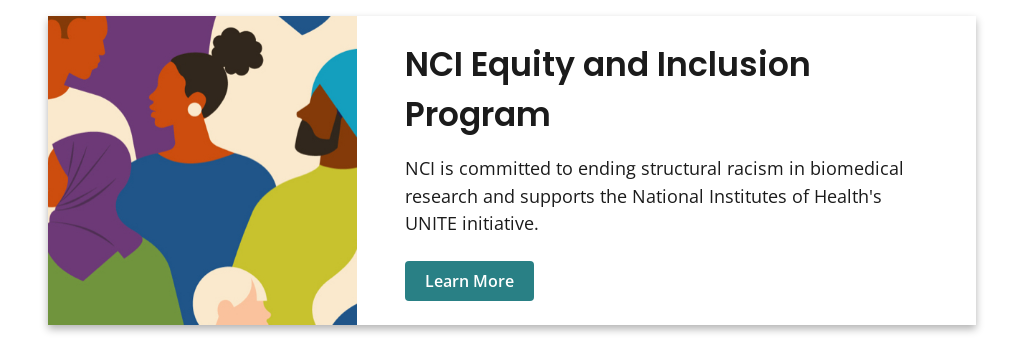 NCI Equity and Inclusion
Program
NCI is committed to ending structural racism in biomedical
research and supports the National Institutes of Health's
UNITE initiative.
Learn More